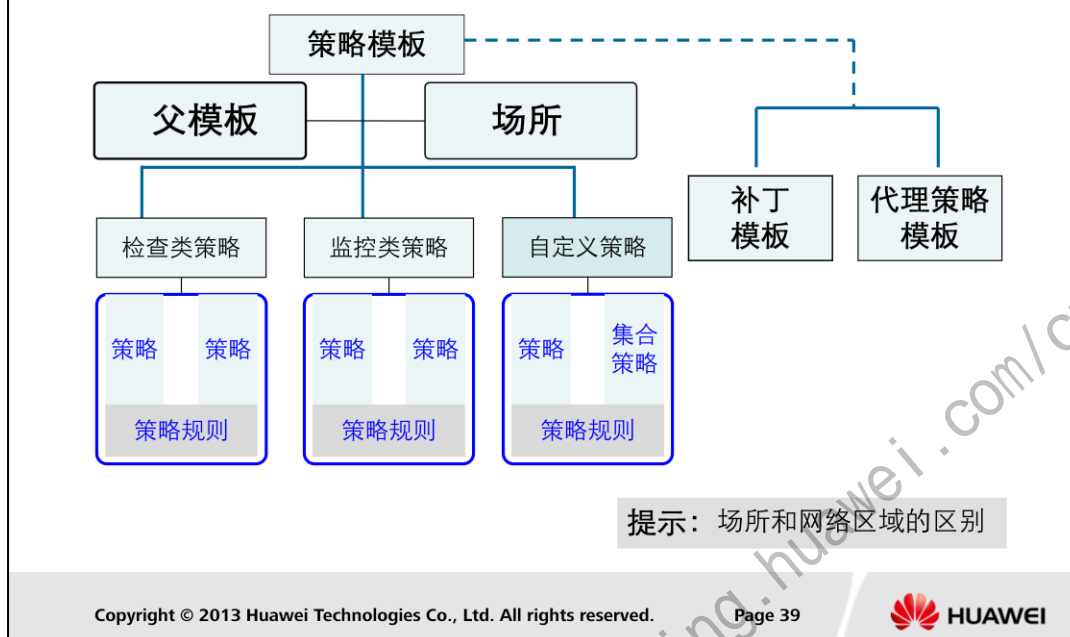 策略模板
父模板
场所
补丁
模板
代理策略
模板
检查类策略
监控类策略
自定义策略
策略
策略
策略规则
策略
策略
策略规则
策略
集合
策略
策略规则
提示：场所和网络区域的区别
ing.huawei.com/c
Copyright © 2013 Huawei Technologies Co., Ltd. All rights reserved.
Page 39
HUAWEI